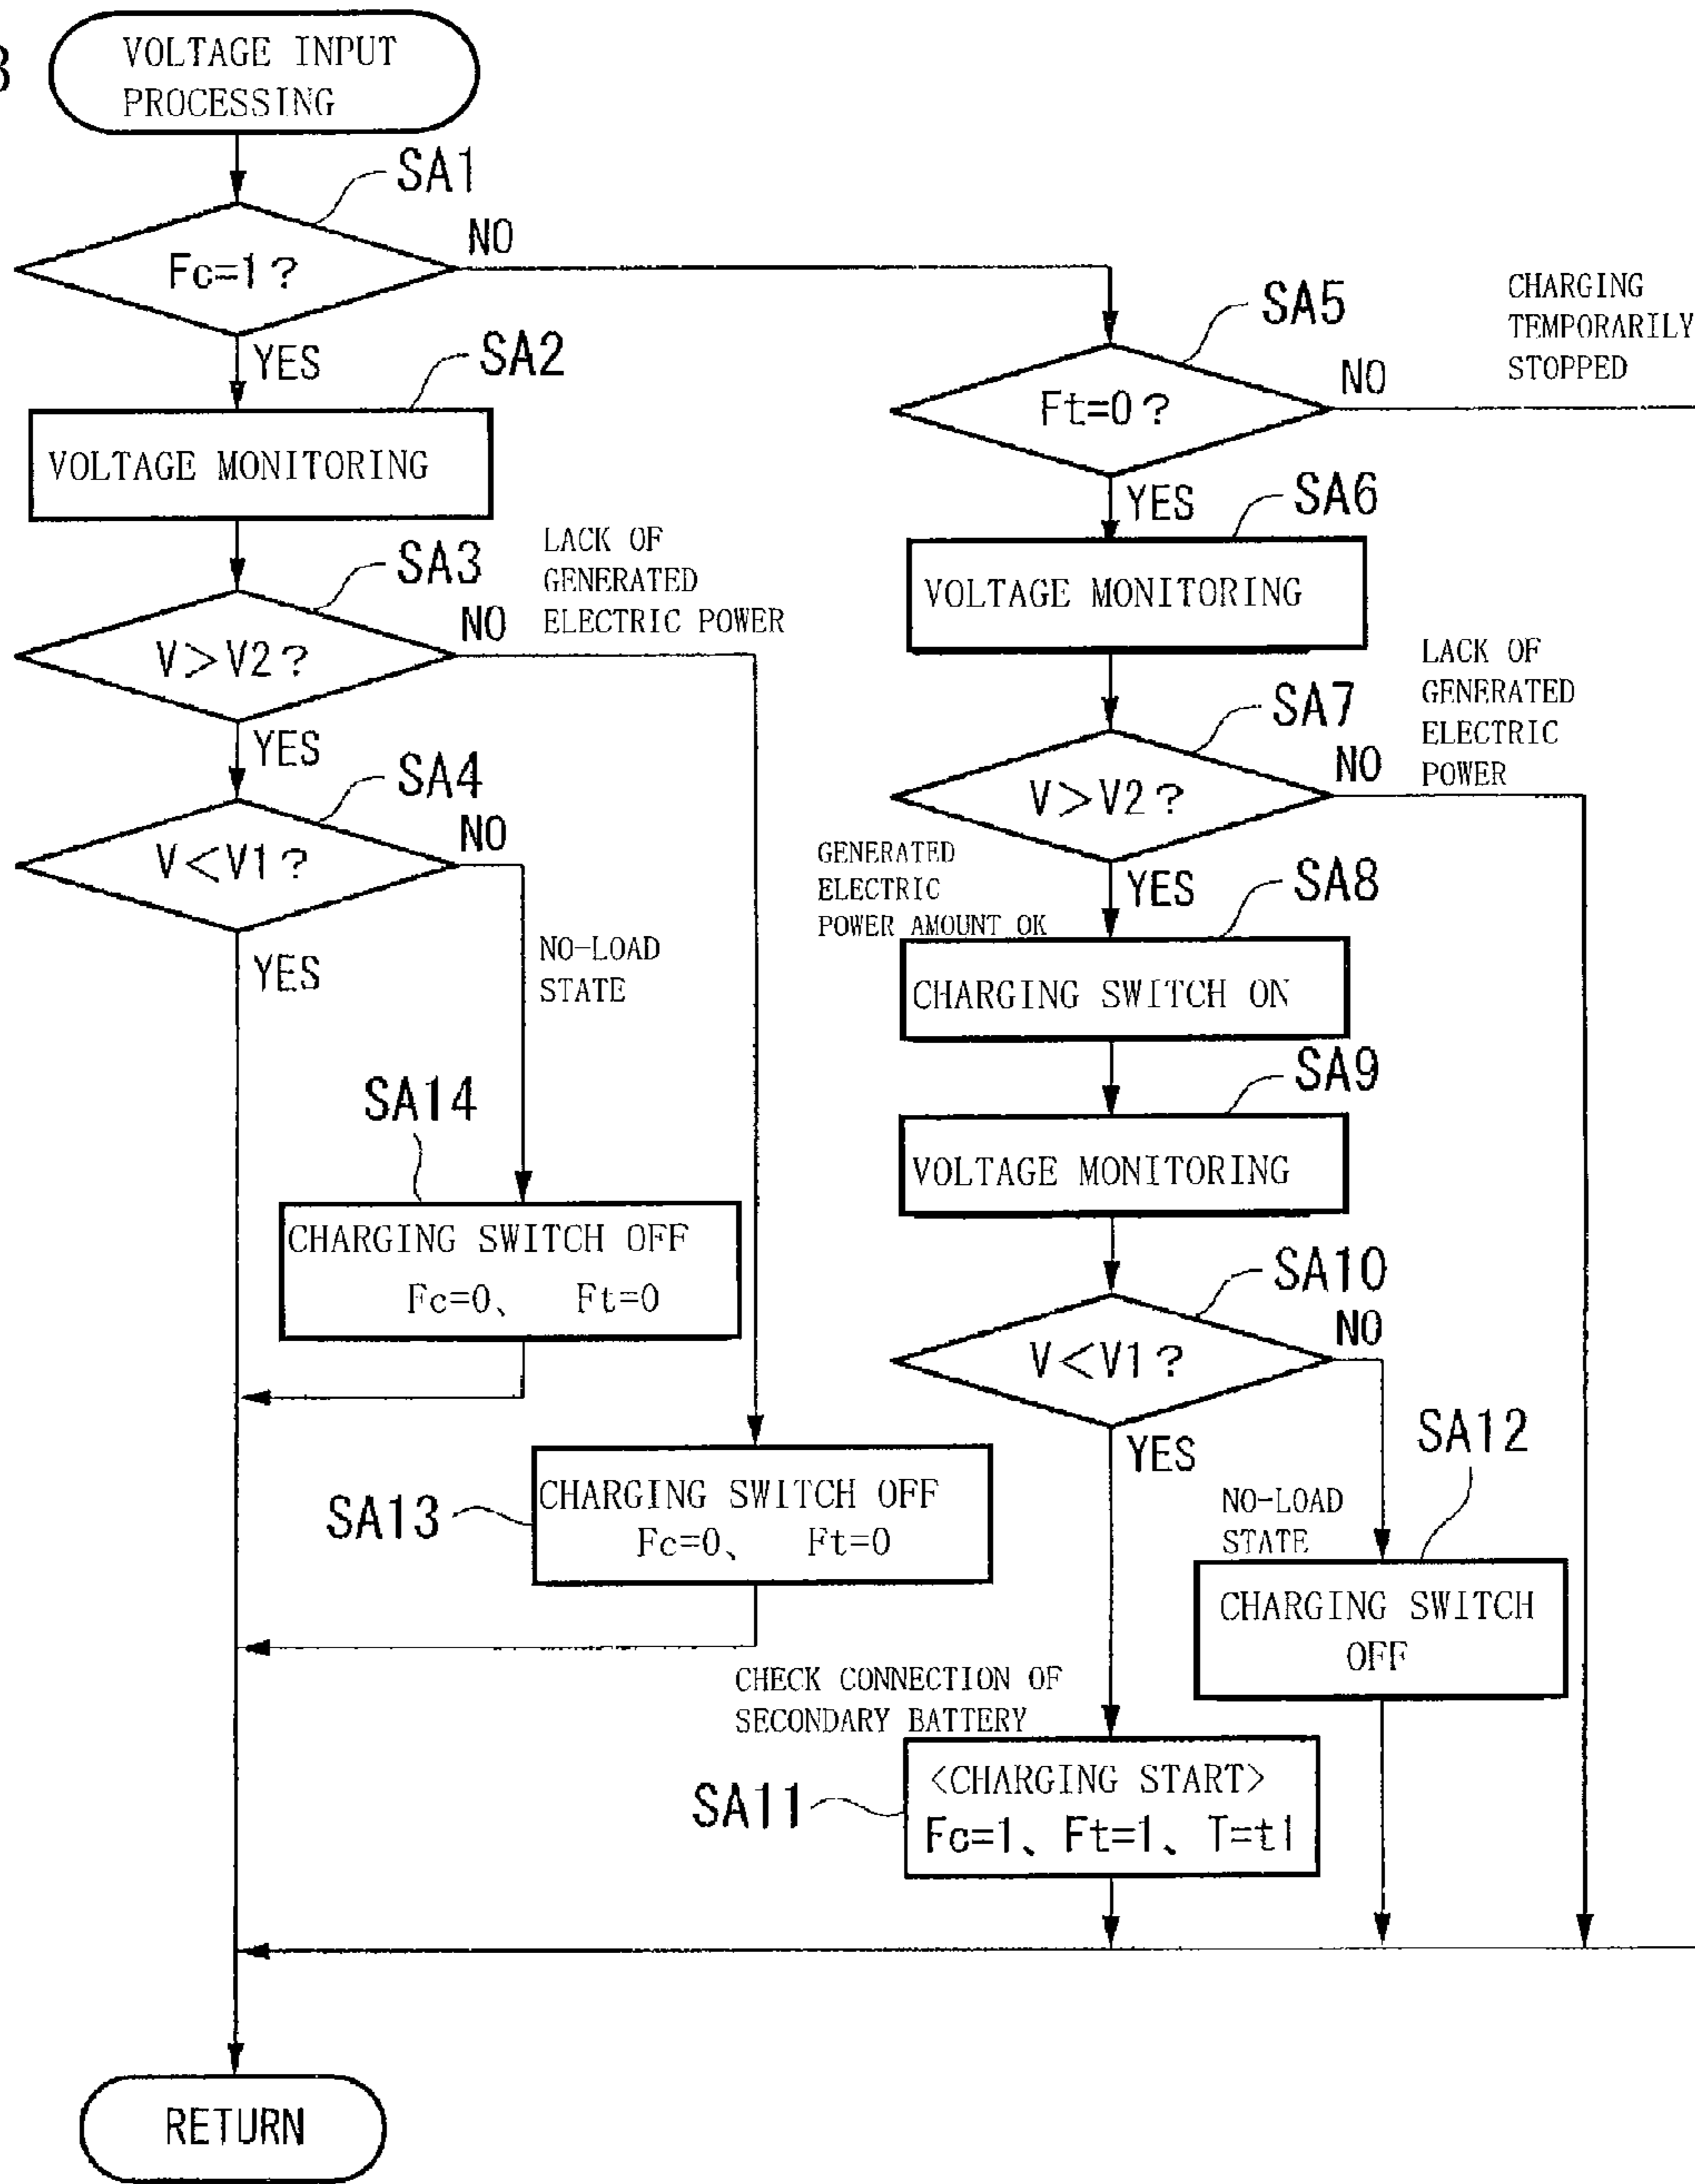 3
VOLTAGE INPUT
PROCESSING
SA1
Fc=1?
NO
YES
SA2
VOLTAGE MONITORING
SA3
V>V2?
NO
LACK OF
GENERATED
ELECTRIC POWER
YES
SA4
V<V1?
NO
YES
NO-LOAD
STATE
SA14
CHARGING SWITCH OFF
Fc=0、 Ft=0
SA13
CHARGING SWITCH OFF
Fc=0、 Ft=0
SA5
Ft=0?
NO
CHARGING
TEMPORARILY
STOPPED
YES
SA6
VOLTAGE MONITORING
SA7
V>V2?
NO
LACK OF
GENERATED
ELECTRIC
POWER
GENERATED
ELECTRIC
POWER AMOUNT OK
YES
SA8
CHARGING SWITCH ON
SA9
VOLTAGE MONITORING
SA10
V<V1?
NO
YES
SA12
NO-LOAD
STATE
CHARGING SWITCH
OFF
CHECK CONNECTION OF
SECONDARY BATTERY
SA11
<CHARGING START>
Fc=1、Ft=1、T=t1
RETURN